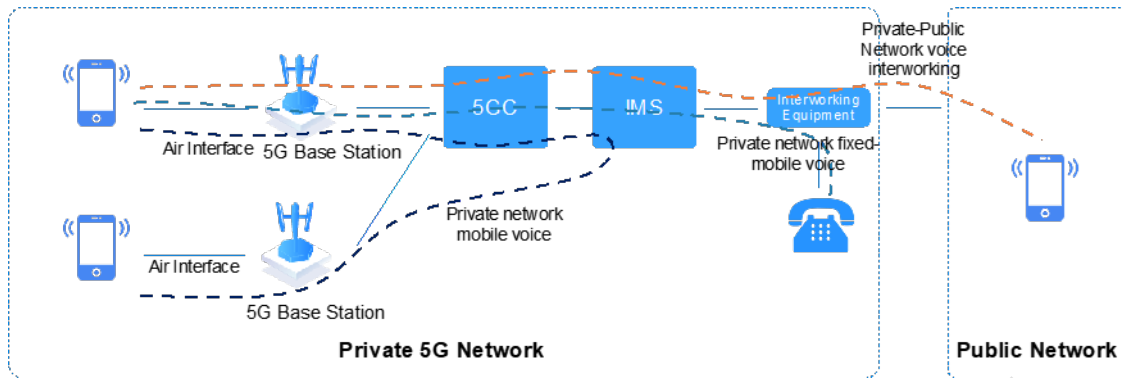 Private-Public
Network voice
interworking
5GC
IMS
Interworking
Equipment
Air Interface
5G Base Station
Private network fixed-
mobile voice
Private network
mobile voice
Air Interface
5G Base Station
Private 5G Network
Public Network